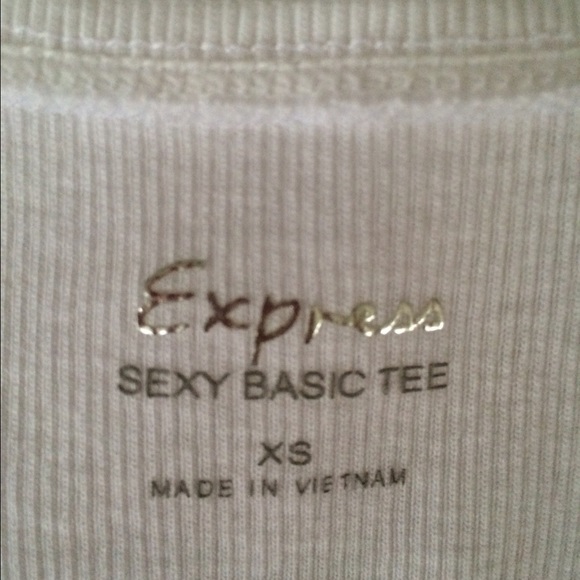 Express
SEXY BASIC TEE
XS
MADE IN VIETNAM